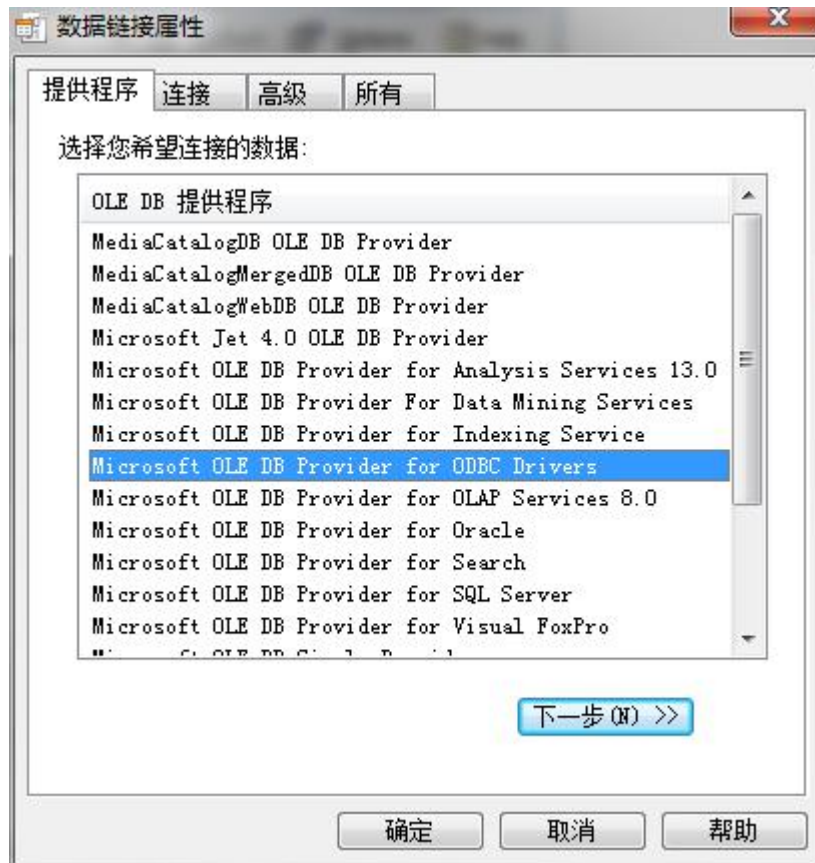 数据链接属性
提供程序 连接 高级 所有
选择您希望连接的数据:
OLE DB 提供程序
MediaCatalogDB OLE DB Provider
MediaCatalogMergedDB OLE DB Provider
MediaCatalogWebDB OLE DB Provider
Microsoft Jet 4.0 OLE DB Provider
Microsoft OLE DB Provider for Analysis Services 13.0
Microsoft OLE DB Provider For Data Mining Services
Microsoft OLE DB Provider for Indexing Service
Microsoft OLE DB Provider for ODBC Drivers
Microsoft OLE DB Provider for OLAP Services 8.0
Microsoft OLE DB Provider for Oracle
Microsoft OLE DB Provider for Search
Microsoft OLE DB Provider for SQL Server
Microsoft OLE DB Provider for Visual FoxPro
下一步(N) >>
确定 取消 帮助